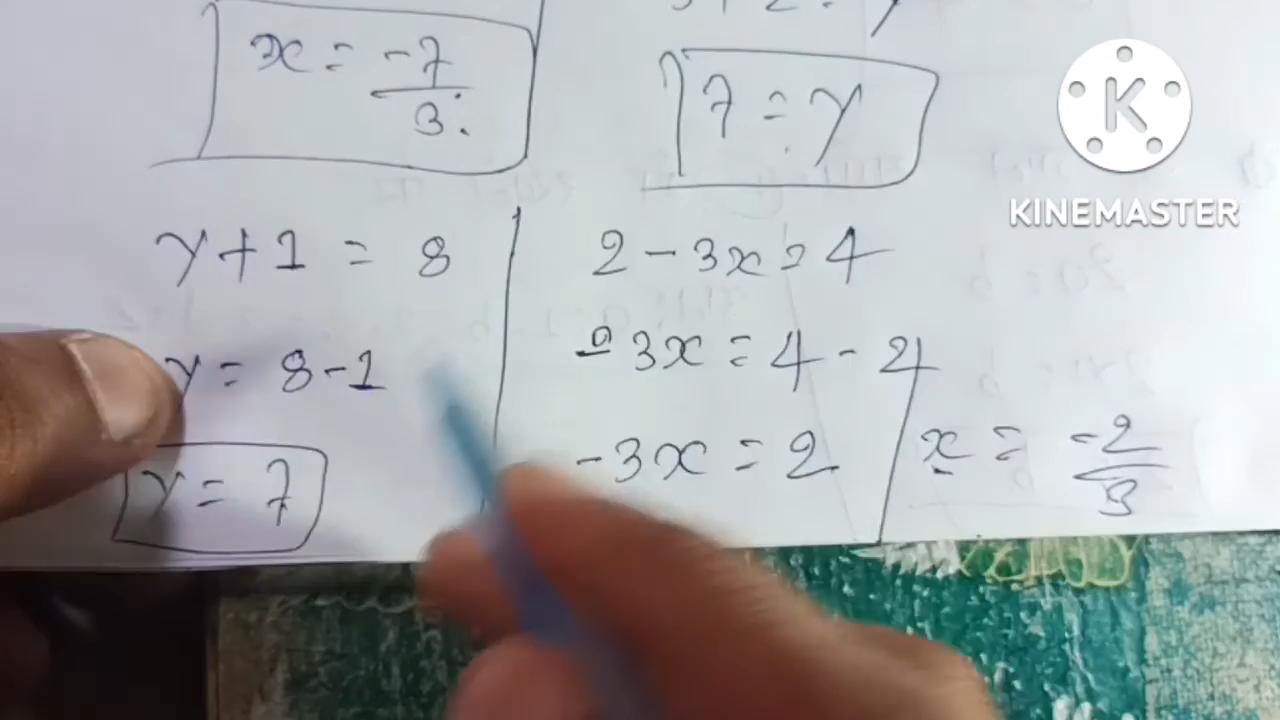 x = -7/3
7 = y
KINEMASTER
y + 1 = 8
y = 8 - 1
y = 7
2 - 3x = 4
- 3x = 4 - 2
- 3x = 2
x = -2/3